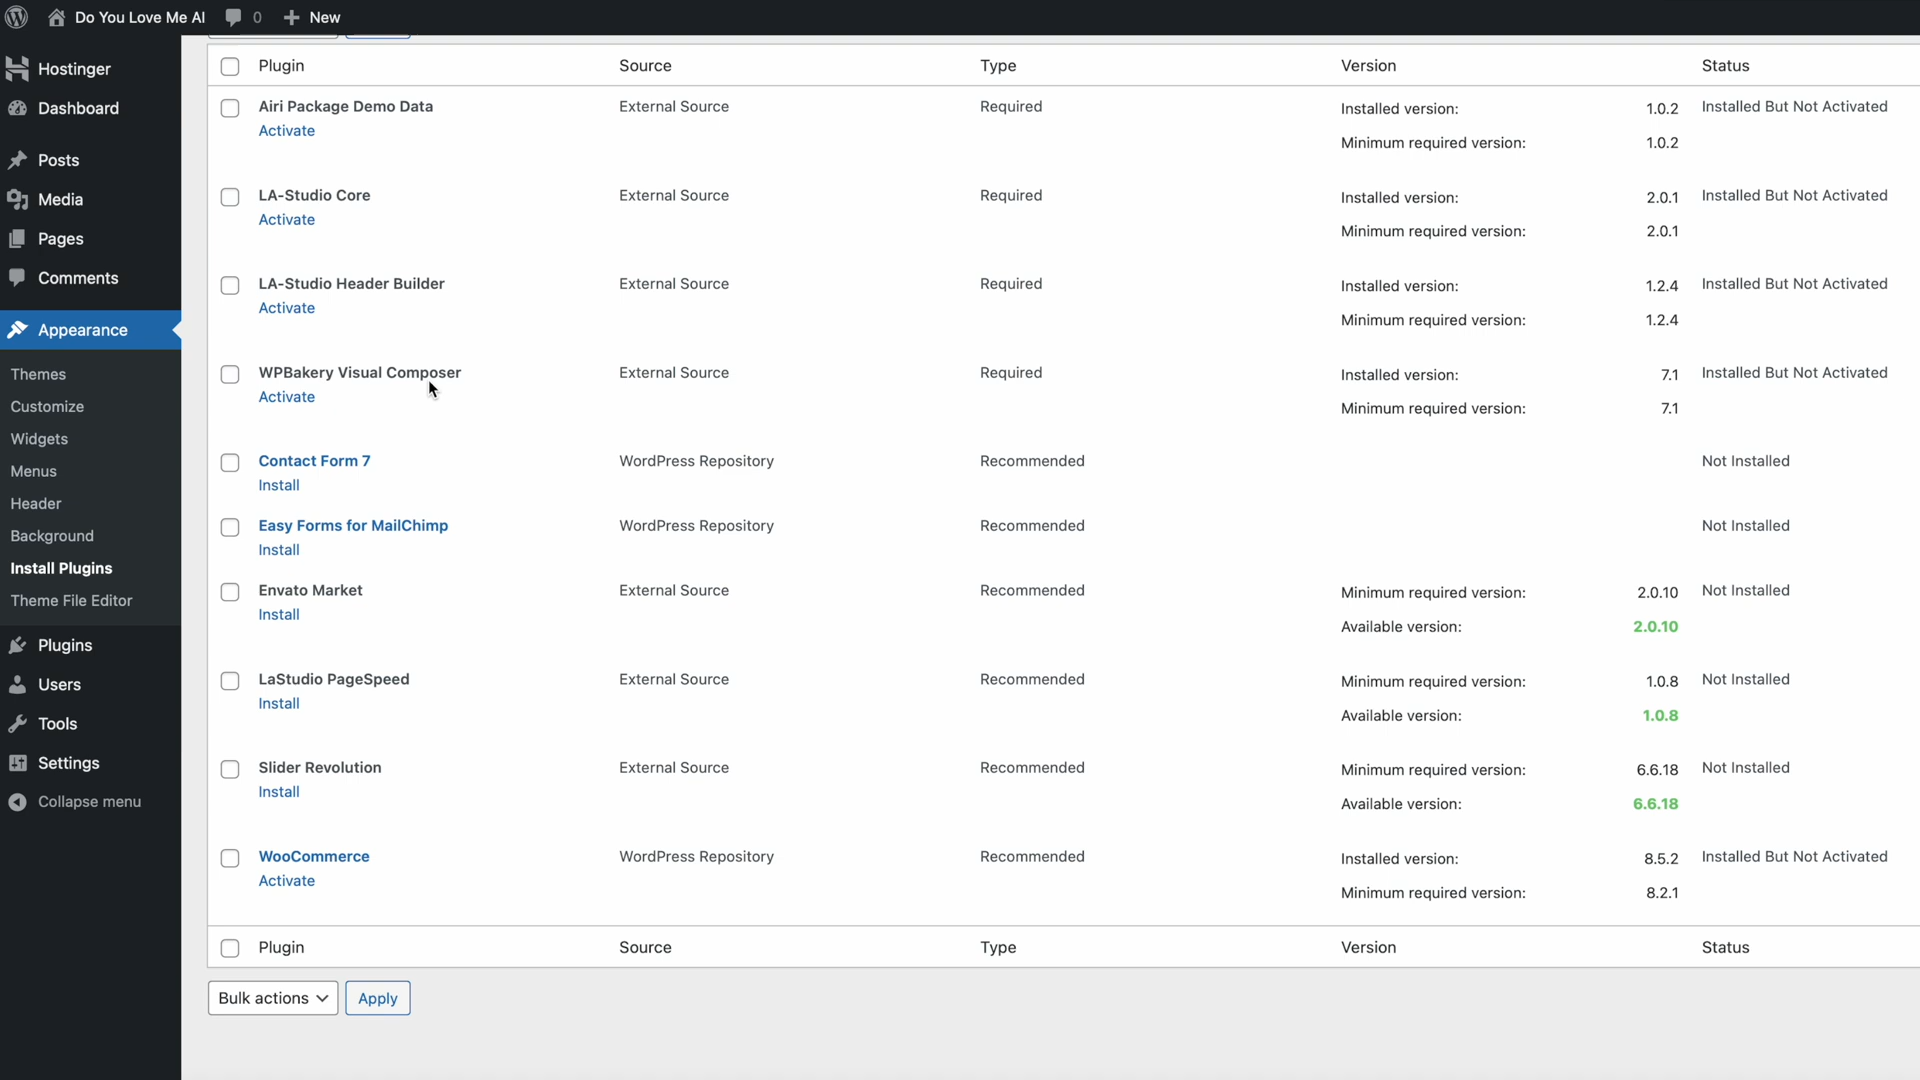 Do You Love Me AI 0 New
Hostinger
Dashboard
Posts
Media
Pages
Comments
Appearance
Themes
Customize
Widgets
Menus
Header
Background
Install Plugins
Theme File Editor
Plugins
Users
Tools
Settings
Collapse menu
Plugin Source Type Version Status
Airi Package Demo Data External Source Required Installed version: 1.0.2 Installed But Not Activated
Activate Minimum required version: 1.0.2
LA-Studio Core External Source Required Installed version: 2.0.1 Installed But Not Activated
Activate Minimum required version: 2.0.1
LA-Studio Header Builder External Source Required Installed version: 1.2.4 Installed But Not Activated
Activate Minimum required version: 1.2.4
WPBakery Visual Composer External Source Required Installed version: 7.1 Installed But Not Activated
Activate Minimum required version: 7.1
Contact Form 7 WordPress Repository Recommended Not Installed
Install
Easy Forms for MailChimp WordPress Repository Recommended Not Installed
Install
Envato Market External Source Recommended Minimum required version: 2.0.10 Not Installed
Install Available version: 2.0.10
LaStudio PageSpeed External Source Recommended Minimum required version: 1.0.8 Not Installed
Install Available version: 1.0.8
Slider Revolution External Source Recommended Minimum required version: 6.6.18 Not Installed
Install Available version: 6.6.18
WooCommerce WordPress Repository Recommended Installed version: 8.5.2 Installed But Not Activated
Activate Minimum required version: 8.2.1
Plugin Source Type Version Status
Bulk actions Apply